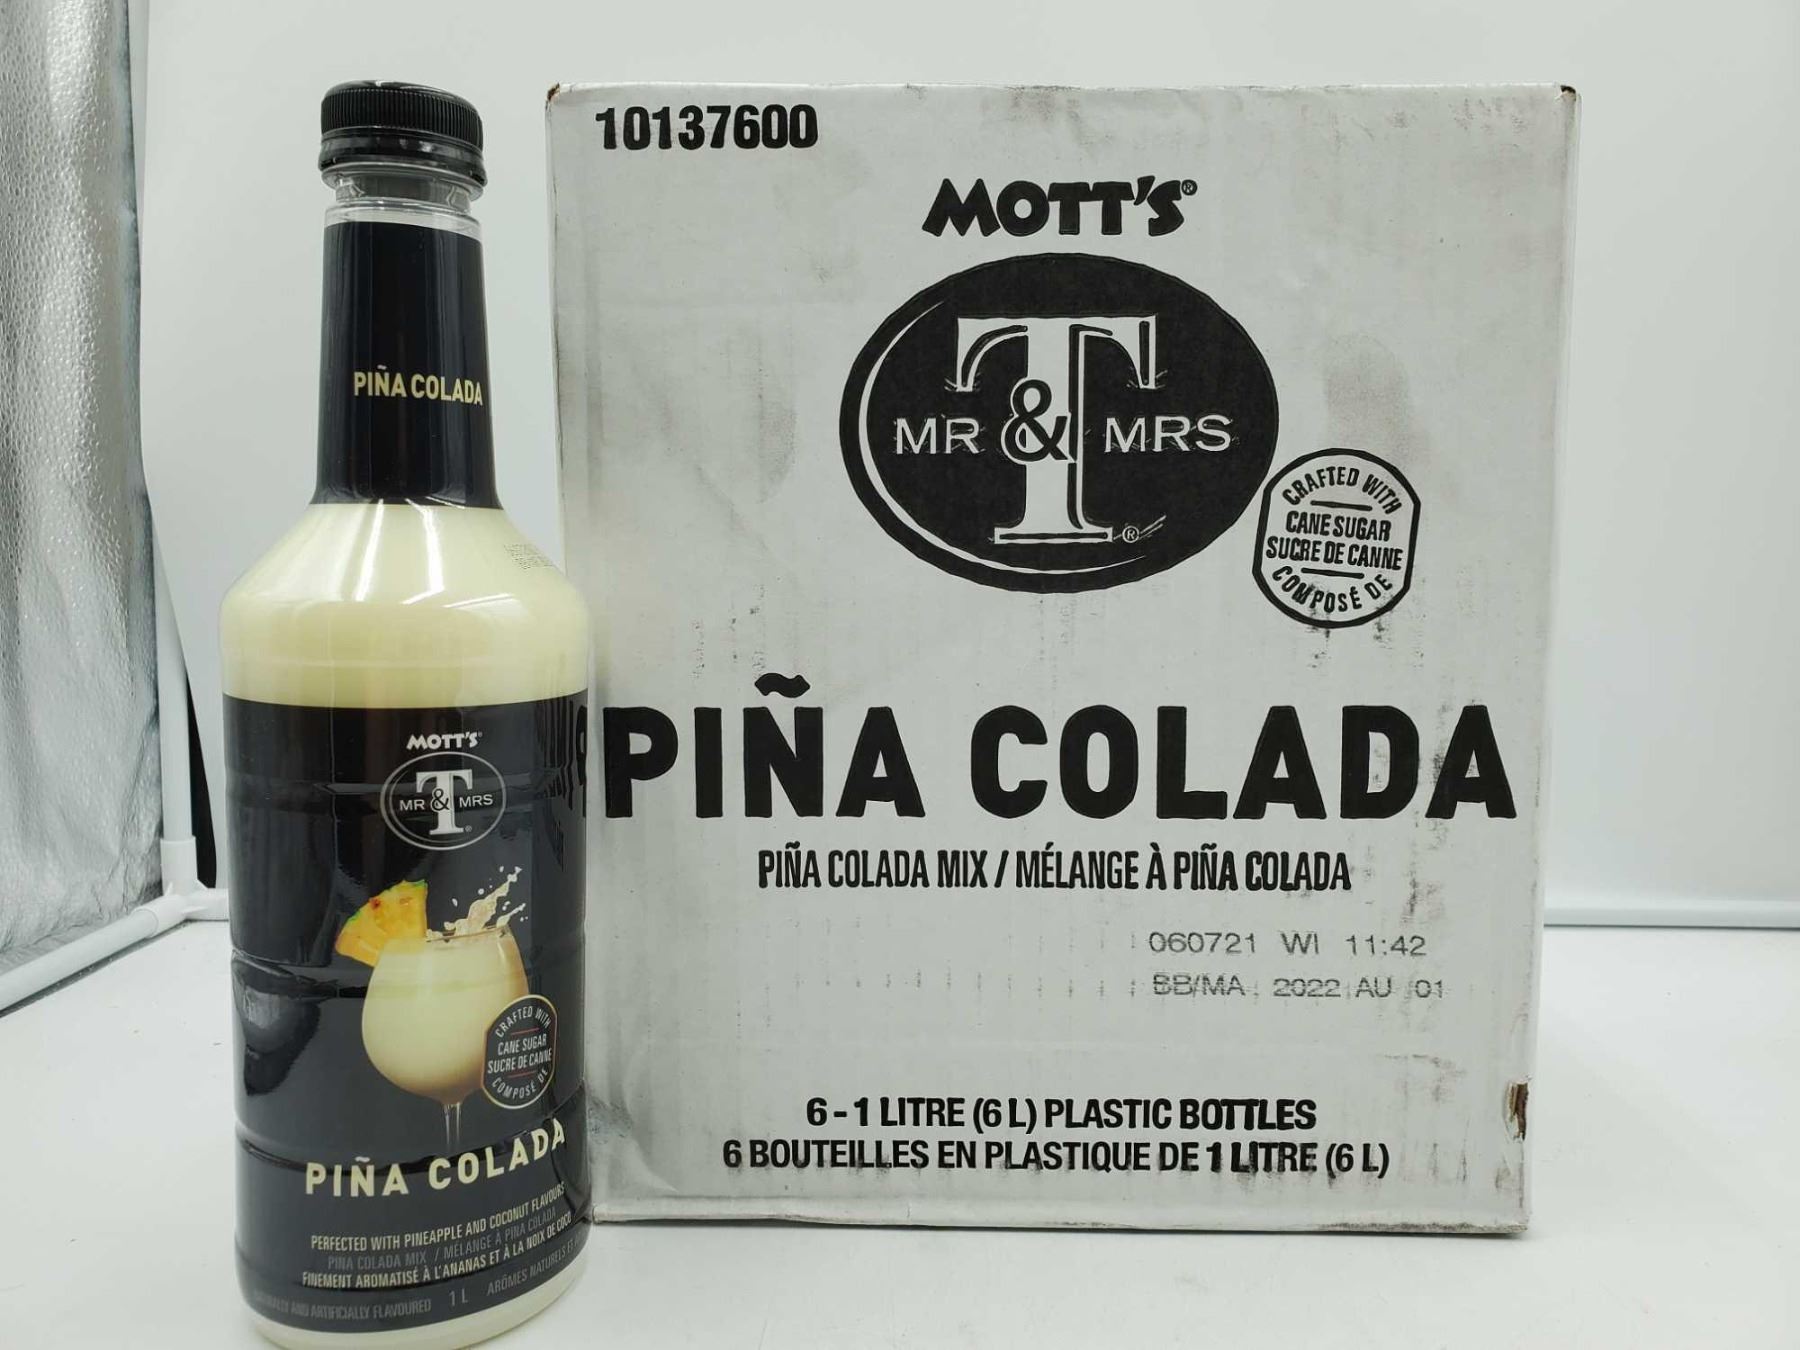 PIÑA COLADA
MOTT'S®
MR & MRS
T®
CRAFTED WITH
CANE SUGAR
SUCRE DE CANNE
COMPOSÉ DE
PIÑA COLADA
PERFECTED WITH PINEAPPLE AND COCONUT FLAVOURS
PIÑA COLADA MIX / MÉLANGE À PIÑA COLADA
FINEMENT AROMATISÉ À L'ANANAS ET À LA NOIX DE COCO
NATURALLY AND ARTIFICIALLY FLAVOURED 1 L ARÔMES NATURELS ET
10137600
MOTT'S®
MR & MRS
T®
CRAFTED WITH
CANE SUGAR
SUCRE DE CANNE
COMPOSÉ DE
PIÑA COLADA
PIÑA COLADA MIX / MÉLANGE À PIÑA COLADA
060721 WI 11:42
BB/MA 2022 AU 01
6 - 1 LITRE (6 L) PLASTIC BOTTLES
6 BOUTEILLES EN PLASTIQUE DE 1 LITRE (6 L)